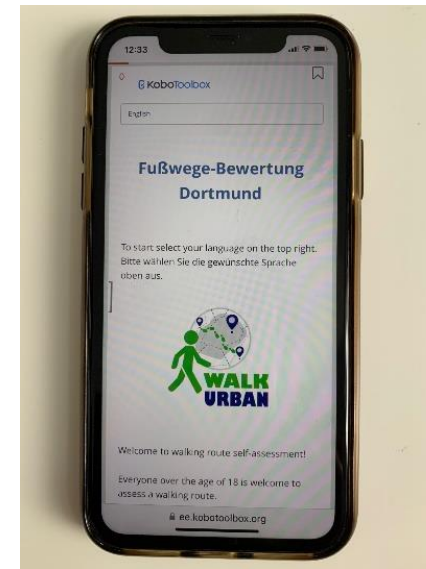 12:33
0
KoboToolbox
English
Fußwege-Bewertung
Dortmund
To start select your language on the top right.
Bitte wählen Sie die gewünschte Sprache
oben aus.
WALK
URBAN
Welcome to walking route self-assessment!
Everyone over the age of 18 is welcome to
assess a walking route.
ee.kobotoolbox.org